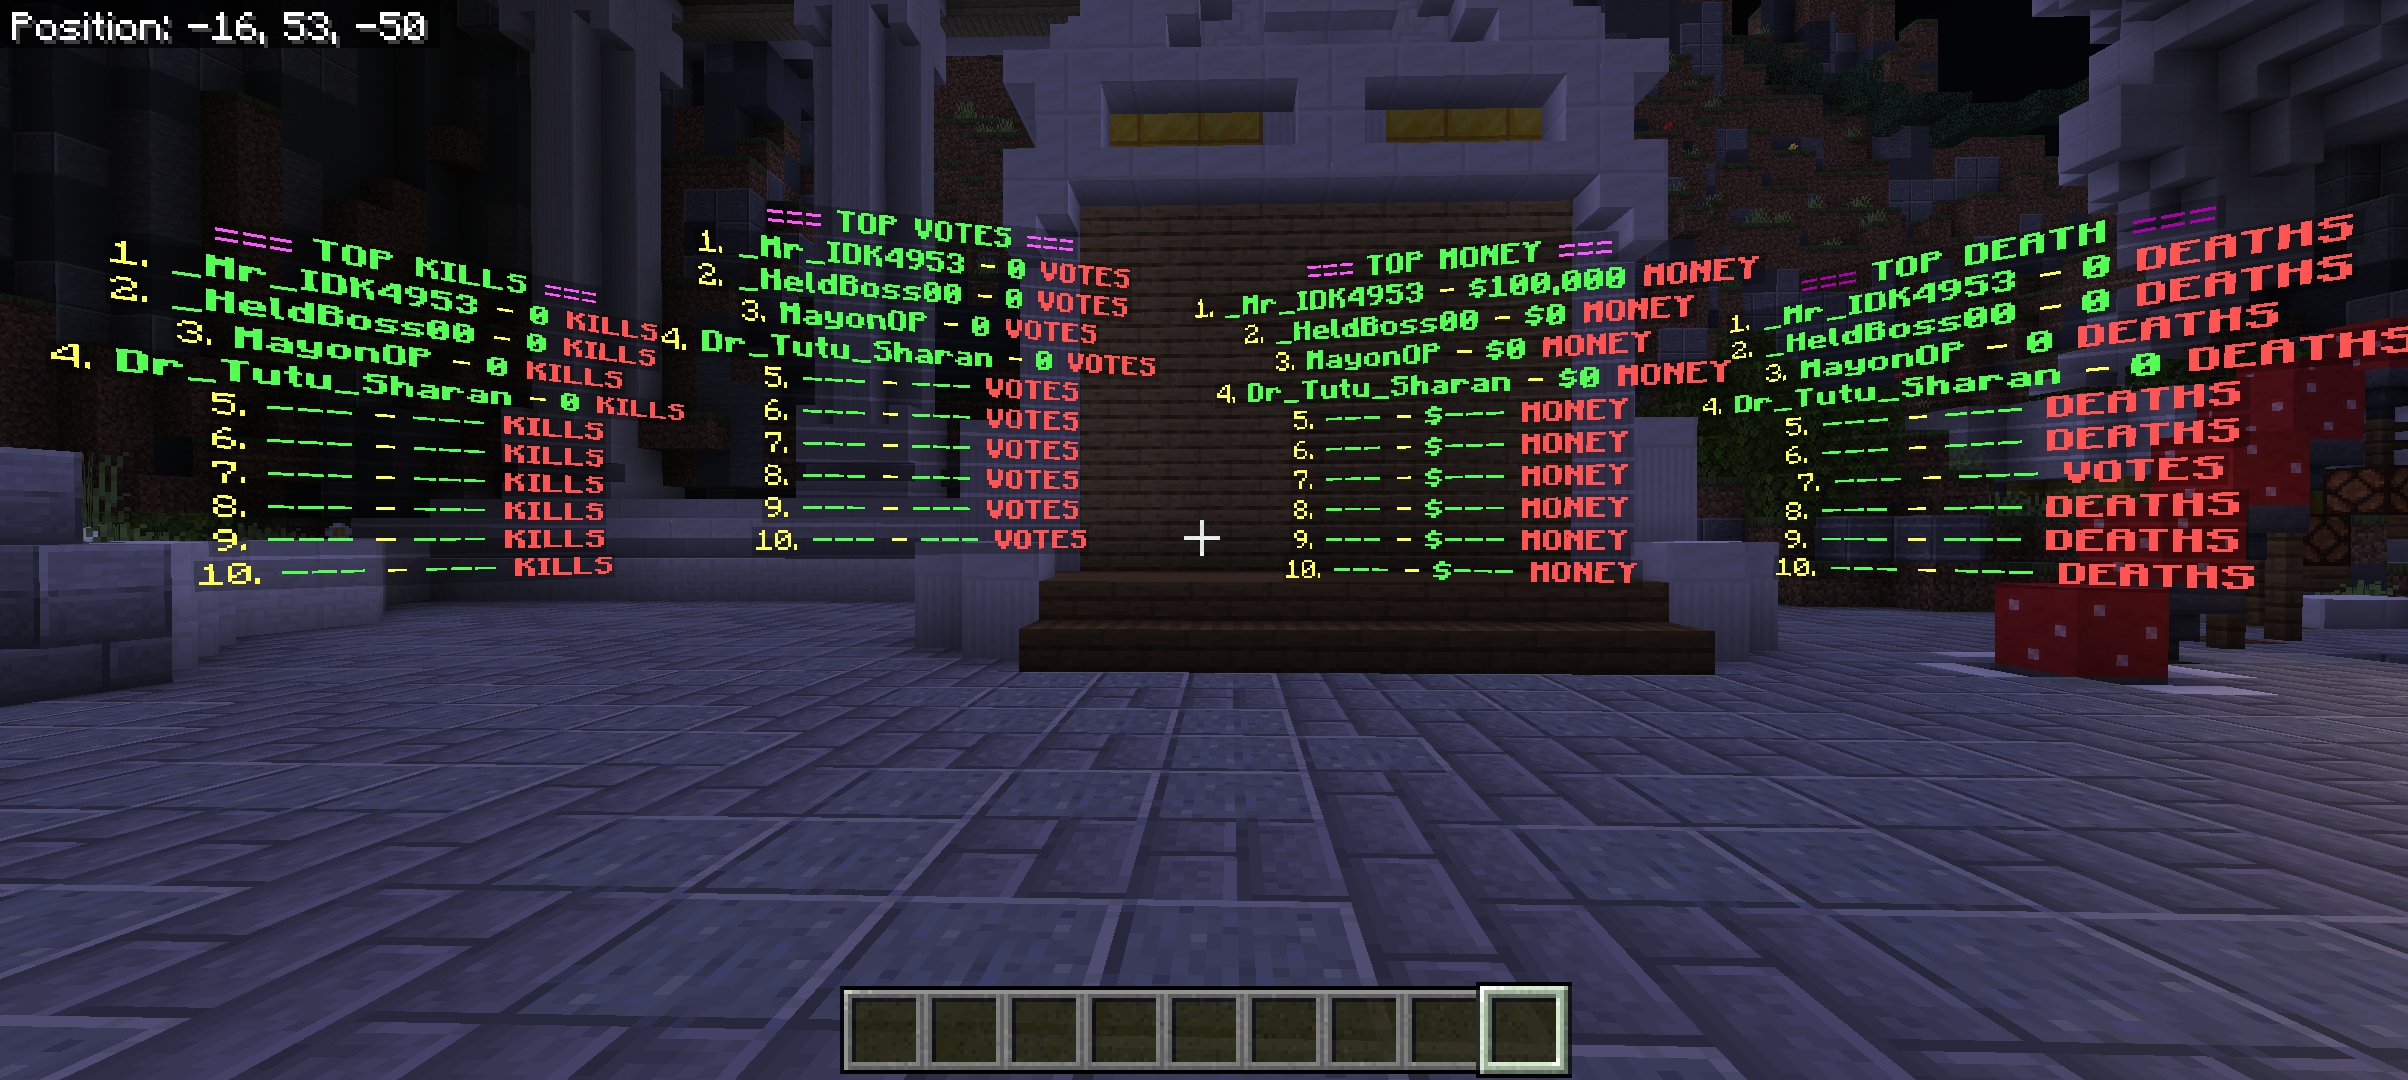 Position: -16, 53, -50
=== TOP KILLS ===
1. _Mr_IDK4953 - 0 KILLS
2. _HeldBoss00 - 0 KILLS
3. MayonOP - 0 KILLS
4. Dr_Tutu_Sharan - 0 KILLS
5. --- - --- KILLS
6. --- - --- KILLS
7. --- - --- KILLS
8. --- - --- KILLS
9. --- - --- KILLS
10. --- - --- KILLS
=== TOP VOTES ===
1. _Mr_IDK4953 - 0 VOTES
2. _HeldBoss00 - 0 VOTES
3. MayonOP - 0 VOTES
4. Dr_Tutu_Sharan - 0 VOTES
5. --- - --- VOTES
6. --- - --- VOTES
7. --- - --- VOTES
8. --- - --- VOTES
9. --- - --- VOTES
10. --- - --- VOTES
=== TOP MONEY ===
1. _Mr_IDK4953 - $100,000 MONEY
2. _HeldBoss00 - $0 MONEY
3. MayonOP - $0 MONEY
4. Dr_Tutu_Sharan - $0 MONEY
5. --- - $--- MONEY
6. --- - $--- MONEY
7. --- - $--- MONEY
8. --- - $--- MONEY
9. --- - $--- MONEY
10. --- - $--- MONEY
=== TOP DEATH ===
1. _Mr_IDK4953 - 0 DEATHS
2. _HeldBoss00 - 0 DEATHS
3. MayonOP - 0 DEATHS
4. Dr_Tutu_Sharan - 0 DEATHS
5. --- - --- DEATHS
6. --- - --- DEATHS
7. --- - --- VOTES
8. --- - --- DEATHS
9. --- - --- DEATHS
10. --- - --- DEATHS